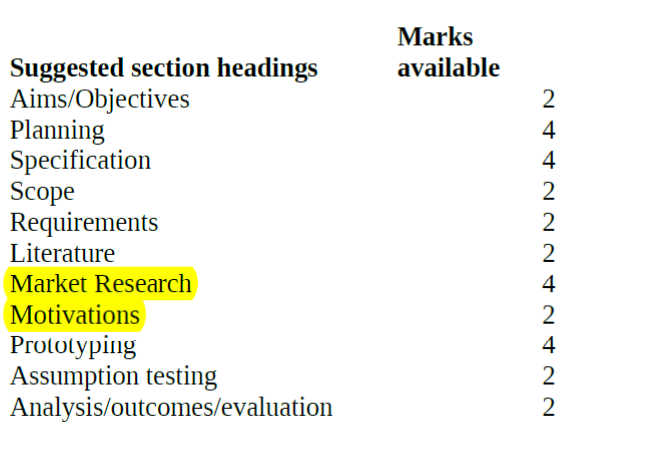 Marks
Suggested section headings available
Aims/Objectives 2
Planning 4
Specification 4
Scope 2
Requirements 2
Literature 2
Market Research 4
Motivations 2
Prototyping 4
Assumption testing 2
Analysis/outcomes/evaluation 2